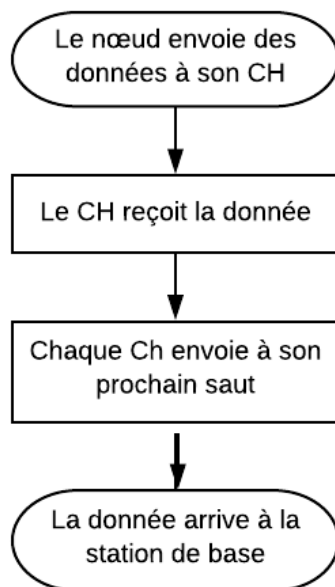 Le nœud envoie des
données à son CH
Le CH reçoit la donnée
Chaque Ch envoie à son
prochain saut
La donnée arrive à la
station de base